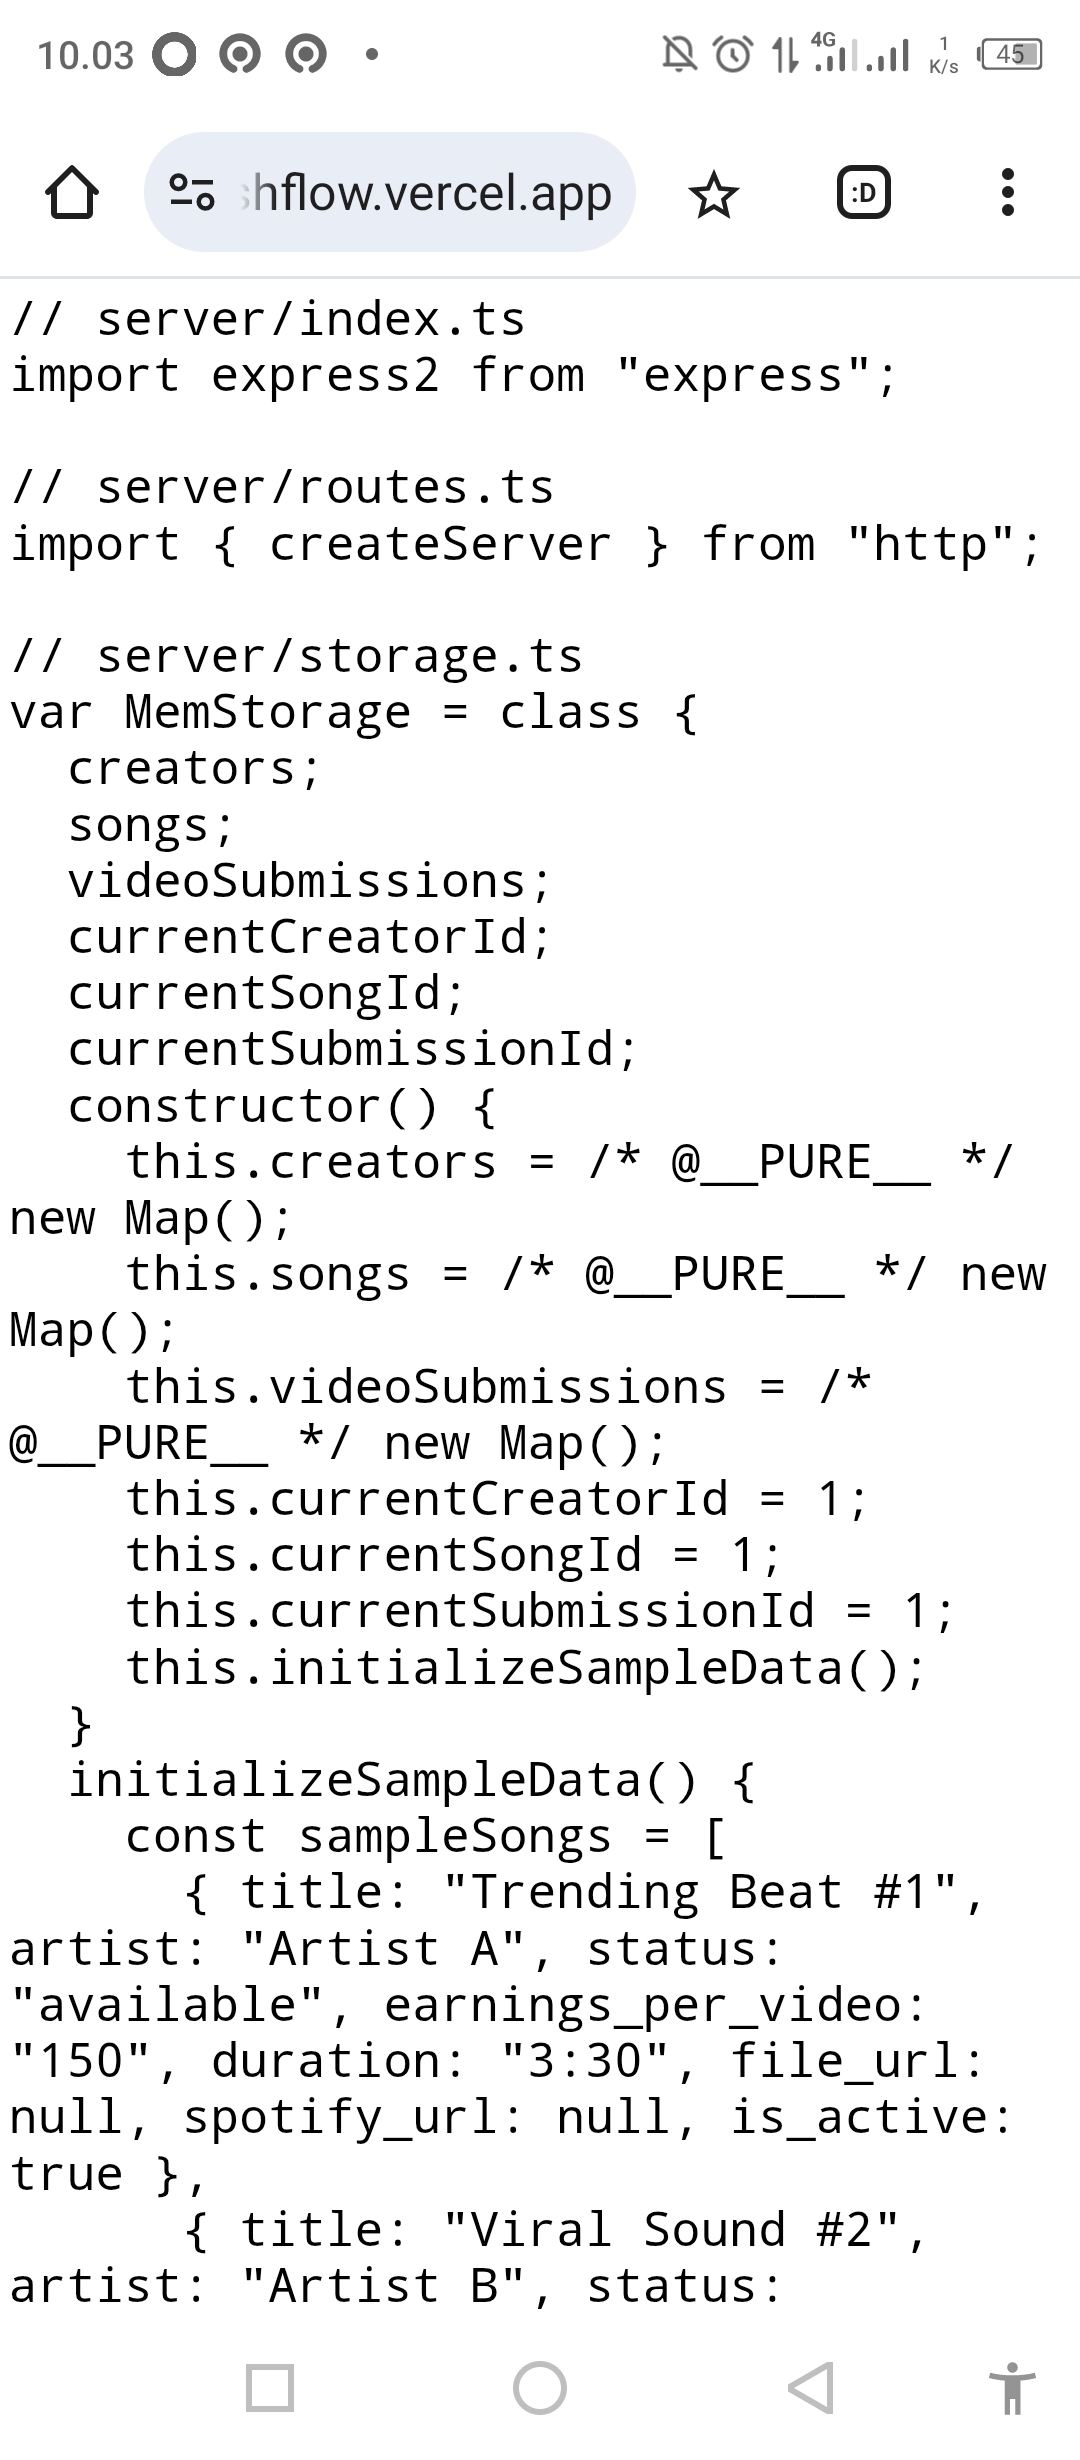 10.03
4G
1
K/s
45
shflow.vercel.app
:D
// server/index.ts
import express2 from "express";
// server/routes.ts
import { createServer } from "http";
// server/storage.ts
var MemStorage = class {
  creators;
  songs;
  videoSubmissions;
  currentCreatorId;
  currentSongId;
  currentSubmissionId;
  constructor() {
    this.creators = /* @__PURE__ */
new Map();
    this.songs = /* @__PURE__ */ new
Map();
    this.videoSubmissions = /*
@__PURE__ */ new Map();
    this.currentCreatorId = 1;
    this.currentSongId = 1;
    this.currentSubmissionId = 1;
    this.initializeSampleData();
  }
  initializeSampleData() {
    const sampleSongs = [
      { title: "Trending Beat #1",
artist: "Artist A", status:
"available", earnings_per_video:
"150", duration: "3:30", file_url:
null, spotify_url: null, is_active:
true },
      { title: "Viral Sound #2",
artist: "Artist B", status: